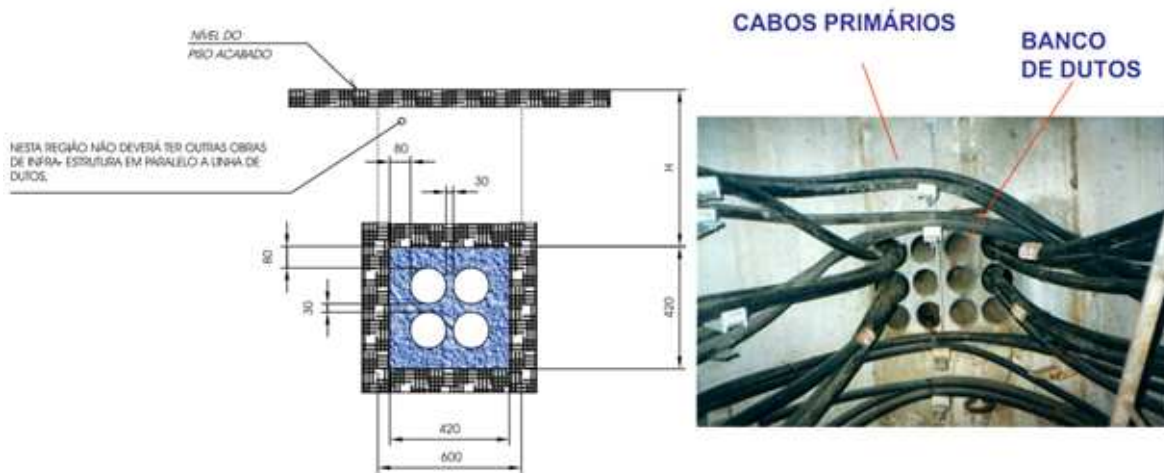 NÍVEL DO
PISO ACABADO
NESTA REGIÃO NÃO DEVERÁ TER OUTRAS OBRAS
DE INFRA- ESTRUTURA EM PARALELO A LINHA DE
DUTOS.
80
30
H
80
30
420
420
600
CABOS PRIMÁRIOS
BANCO
DE DUTOS